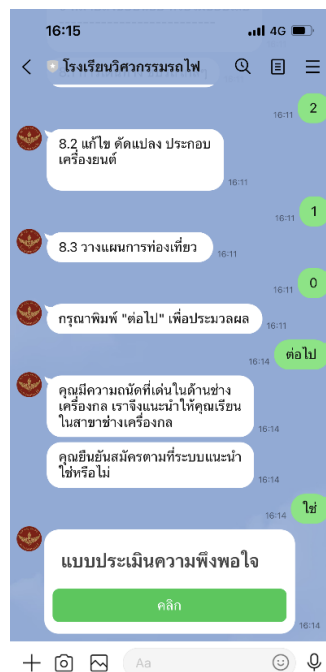 16:15
4G
โรงเรียนวิศวกรรมรถไฟ
2
16:11
8.2 แก้ไข ดัดแปลง ประกอบ
เครื่องยนต์
16:11
1
16:11
8.3 วางแผนการท่องเที่ยว
16:11
0
16:11
กรุณาพิมพ์ "ต่อไป" เพื่อประมวลผล
16:11
ต่อไป
16:14
คุณมีความถนัดที่เด่นในด้านช่าง
เครื่องกล เราจึงแนะนำให้คุณเรียน
ในสาขาช่างเครื่องกล
16:14
คุณยืนยันสมัครตามที่ระบบแนะนำ
ใช่หรือไม่
16:14
ใช่
16:14
แบบประเมินความพึงพอใจ
คลิก
16:14
Aa